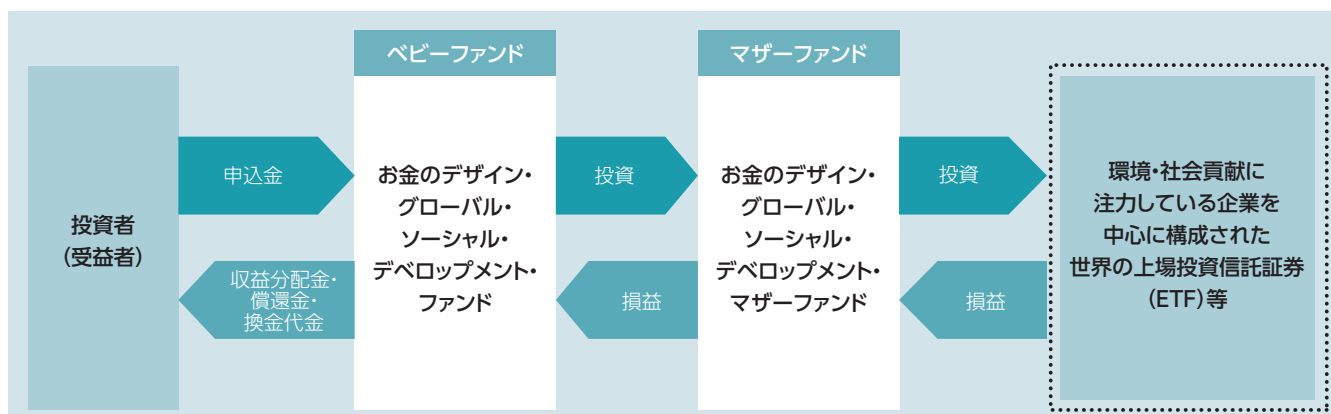 ベビーファンド
マザーファンド
投資者
(受益者)
申込金
収益分配金・
償還金・
換金代金
お金のデザイン・
グローバル・
ソーシャル・
デベロップメント・
ファンド
投資
損益
お金のデザイン・
グローバル・
ソーシャル・
デベロップメント・
マザーファンド
投資
損益
環境・社会貢献に
注力している企業を
中心に構成された
世界の上場投資信託証券
(ETF)等